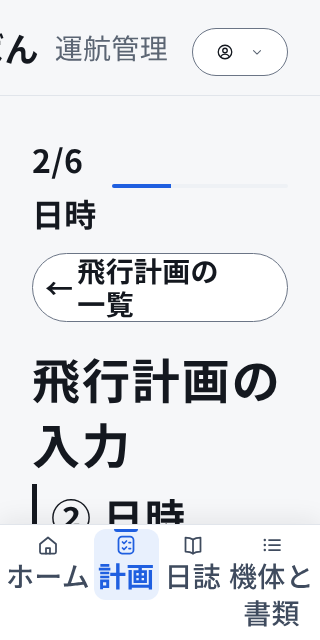 ん 運航管理
2/6
日時
← 飛行計画の
一覧
飛行計画の
入力
② 日時
ホーム 計画 日誌 機体と
書類